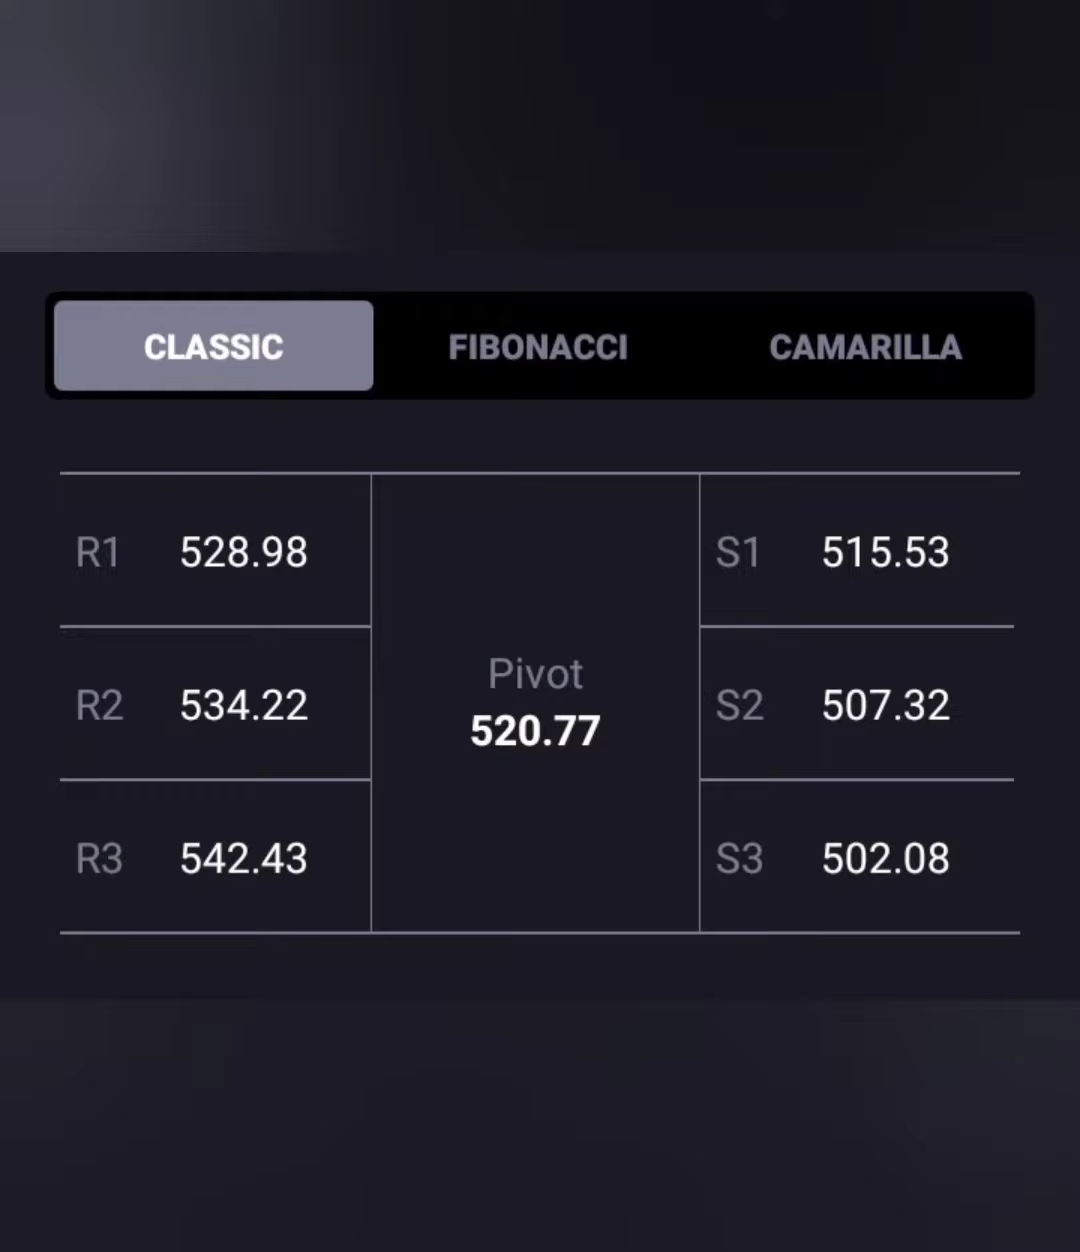 CLASSIC FIBONACCI CAMARILLA
R1 528.98 S1 515.53
Pivot
R2 534.22 S2 507.32
520.77
R3 542.43 S3 502.08